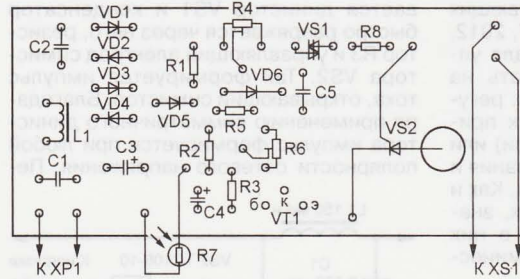 VD1
R4
VS1
R8
C2
VD2
R1
VD3
VD6
C5
VD4
VS2
VD5
R5
L1
R2
R6
C1
C3 +
+
R3
C4
б к э
VT1
К ХР1
R7
К XS1